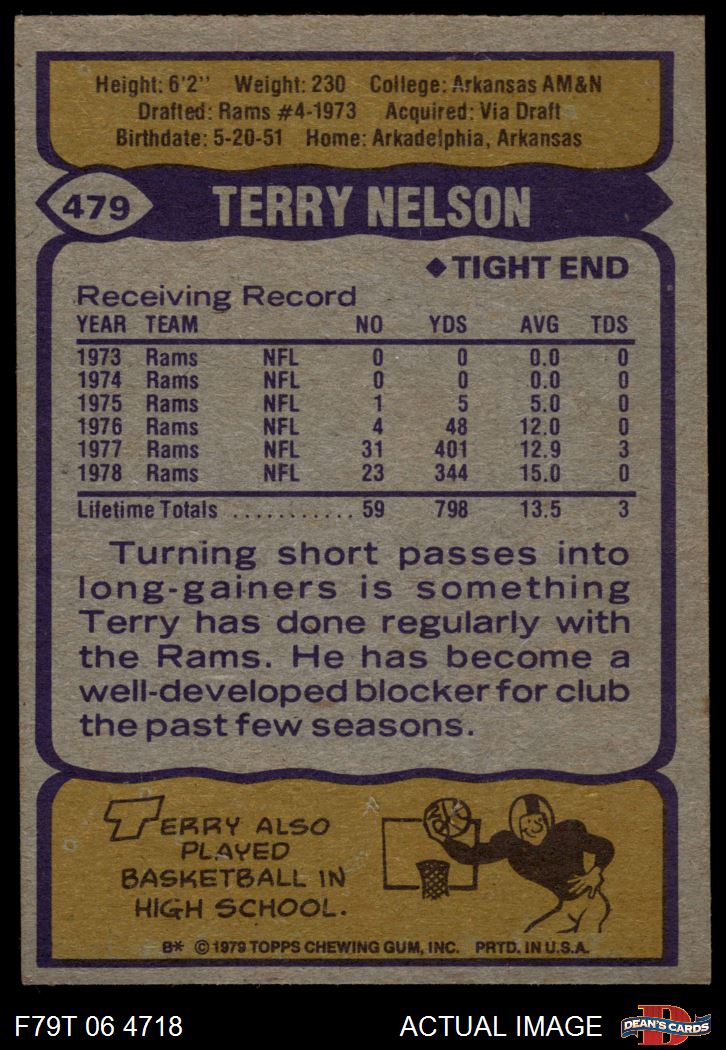 Height: 6'2" Weight: 230 College: Arkansas AM&N
Drafted: Rams #4-1973 Acquired: Via Draft
Birthdate: 5-20-51 Home: Arkadelphia, Arkansas
479 TERRY NELSON
◆TIGHT END
Receiving Record
YEAR TEAM NO YDS AVG TDS
1973 Rams NFL 0 0 0.0 0
1974 Rams NFL 0 0 0.0 0
1975 Rams NFL 1 5 5.0 0
1976 Rams NFL 4 48 12.0 0
1977 Rams NFL 31 401 12.9 3
1978 Rams NFL 23 344 15.0 0
Lifetime Totals ........... 59 798 13.5 3
Turning short passes into
long-gainers is something
Terry has done regularly with
the Rams. He has become a
well-developed blocker for club
the past few seasons.
TERRY ALSO
PLAYED
BASKETBALL IN
HIGH SCHOOL.
B* © 1979 TOPPS CHEWING GUM, INC. PRTD. IN U.S.A.
F79T 06 4718 ACTUAL IMAGE DEAN'S CARDS